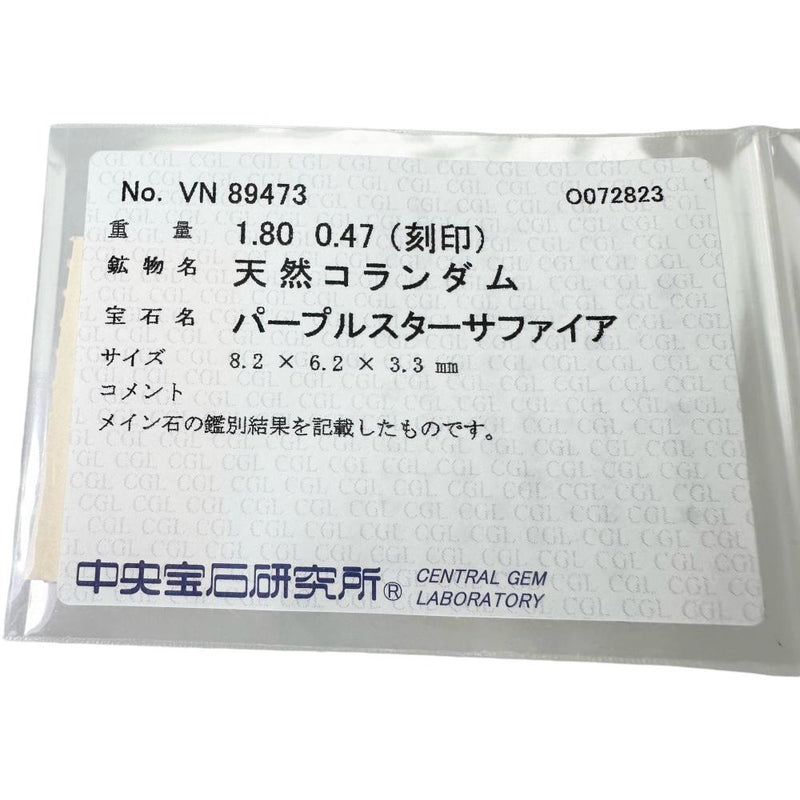 No. VN 89473 O072823
重量 1.80 0.47 (刻印)
鉱物名 天然コランダム
宝石名 パープルスターサファイア
サイズ 8.2 × 6.2 × 3.3 mm
コメント
メイン石の鑑別結果を記載したものです。
中央宝石研究所® CENTRAL GEM
LABORATORY